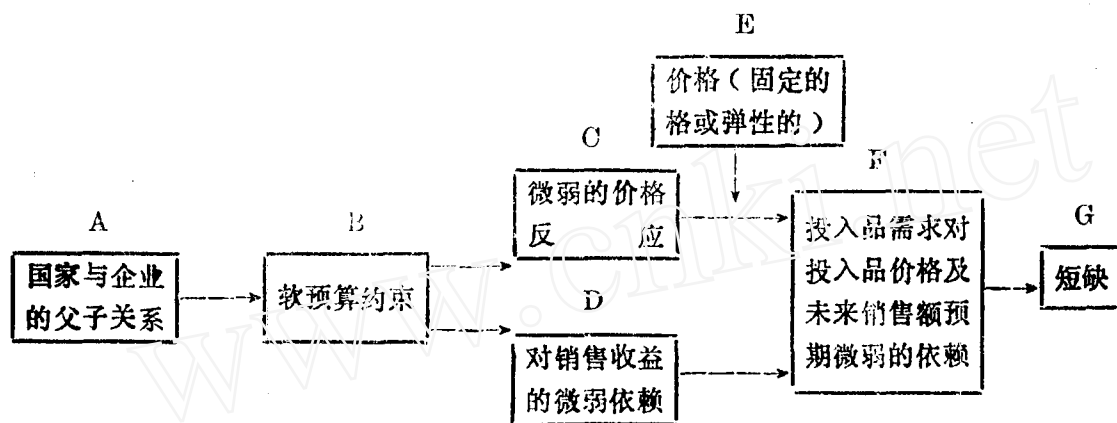 E
价格（固定的
格或弹性的）
C
微弱的价格
反 应
F
投入品需求对
投入品价格及
未来销售额预
期微弱的依赖
A
国家与企业
的父子关系
B
软预算约束
D
对销售收益
的微弱依赖
G
短缺
www.cnki.net